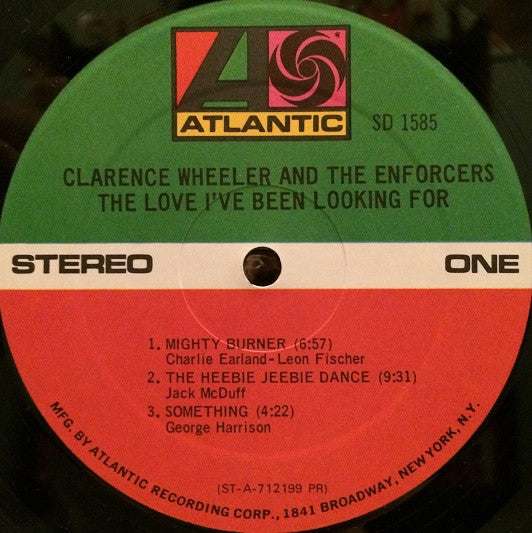 ATLANTIC
SD 1585
CLARENCE WHEELER AND THE ENFORCERS
THE LOVE I'VE BEEN LOOKING FOR
STEREO ONE
1. MIGHTY BURNER (6:57)
Charlie Earland-Leon Fischer
2. THE HEEBIE JEEBIE DANCE (9:31)
Jack McDuff
3. SOMETHING (4:22)
George Harrison
(ST-A-712199 PR)
MFG. BY ATLANTIC RECORDING CORP., 1841 BROADWAY, NEW YORK, N.Y.